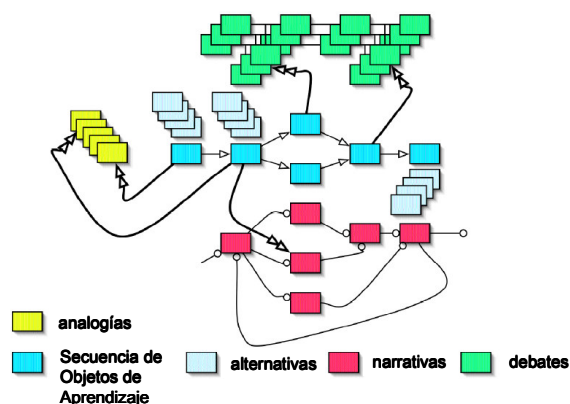 analogías
Secuencia de
Objetos de
Aprendizaje
alternativas
narrativas
debates